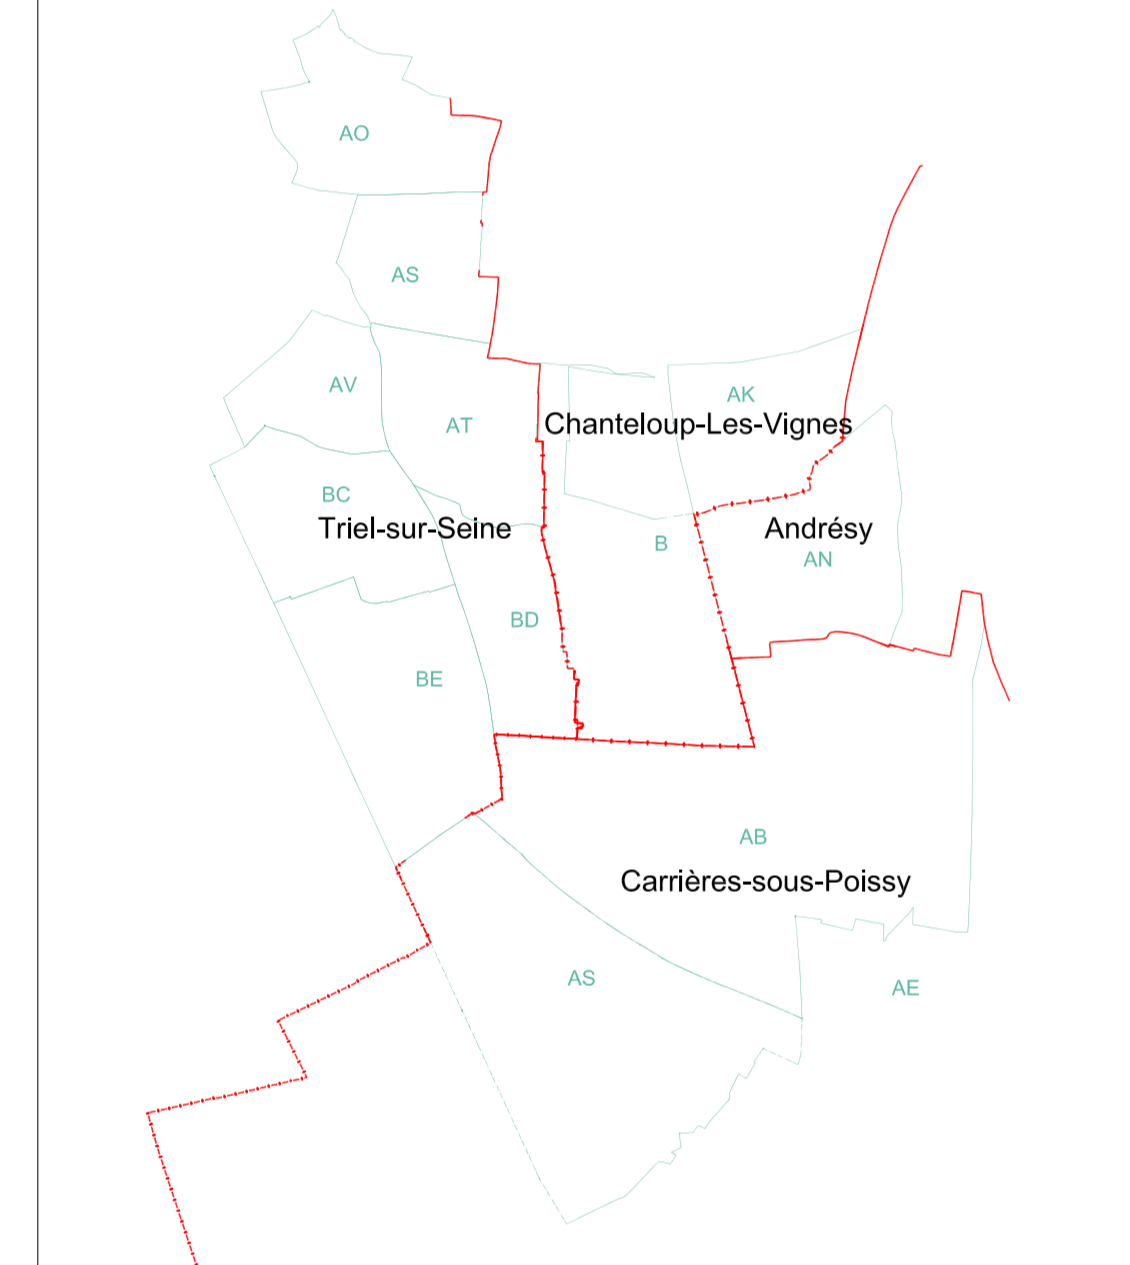 AO
AS
AV
AK
AT
Chanteloup-Les-Vignes
BC
Triel-sur-Seine
Andrésy
B
AN
BD
BE
AB
Carrières-sous-Poissy
AS
AE